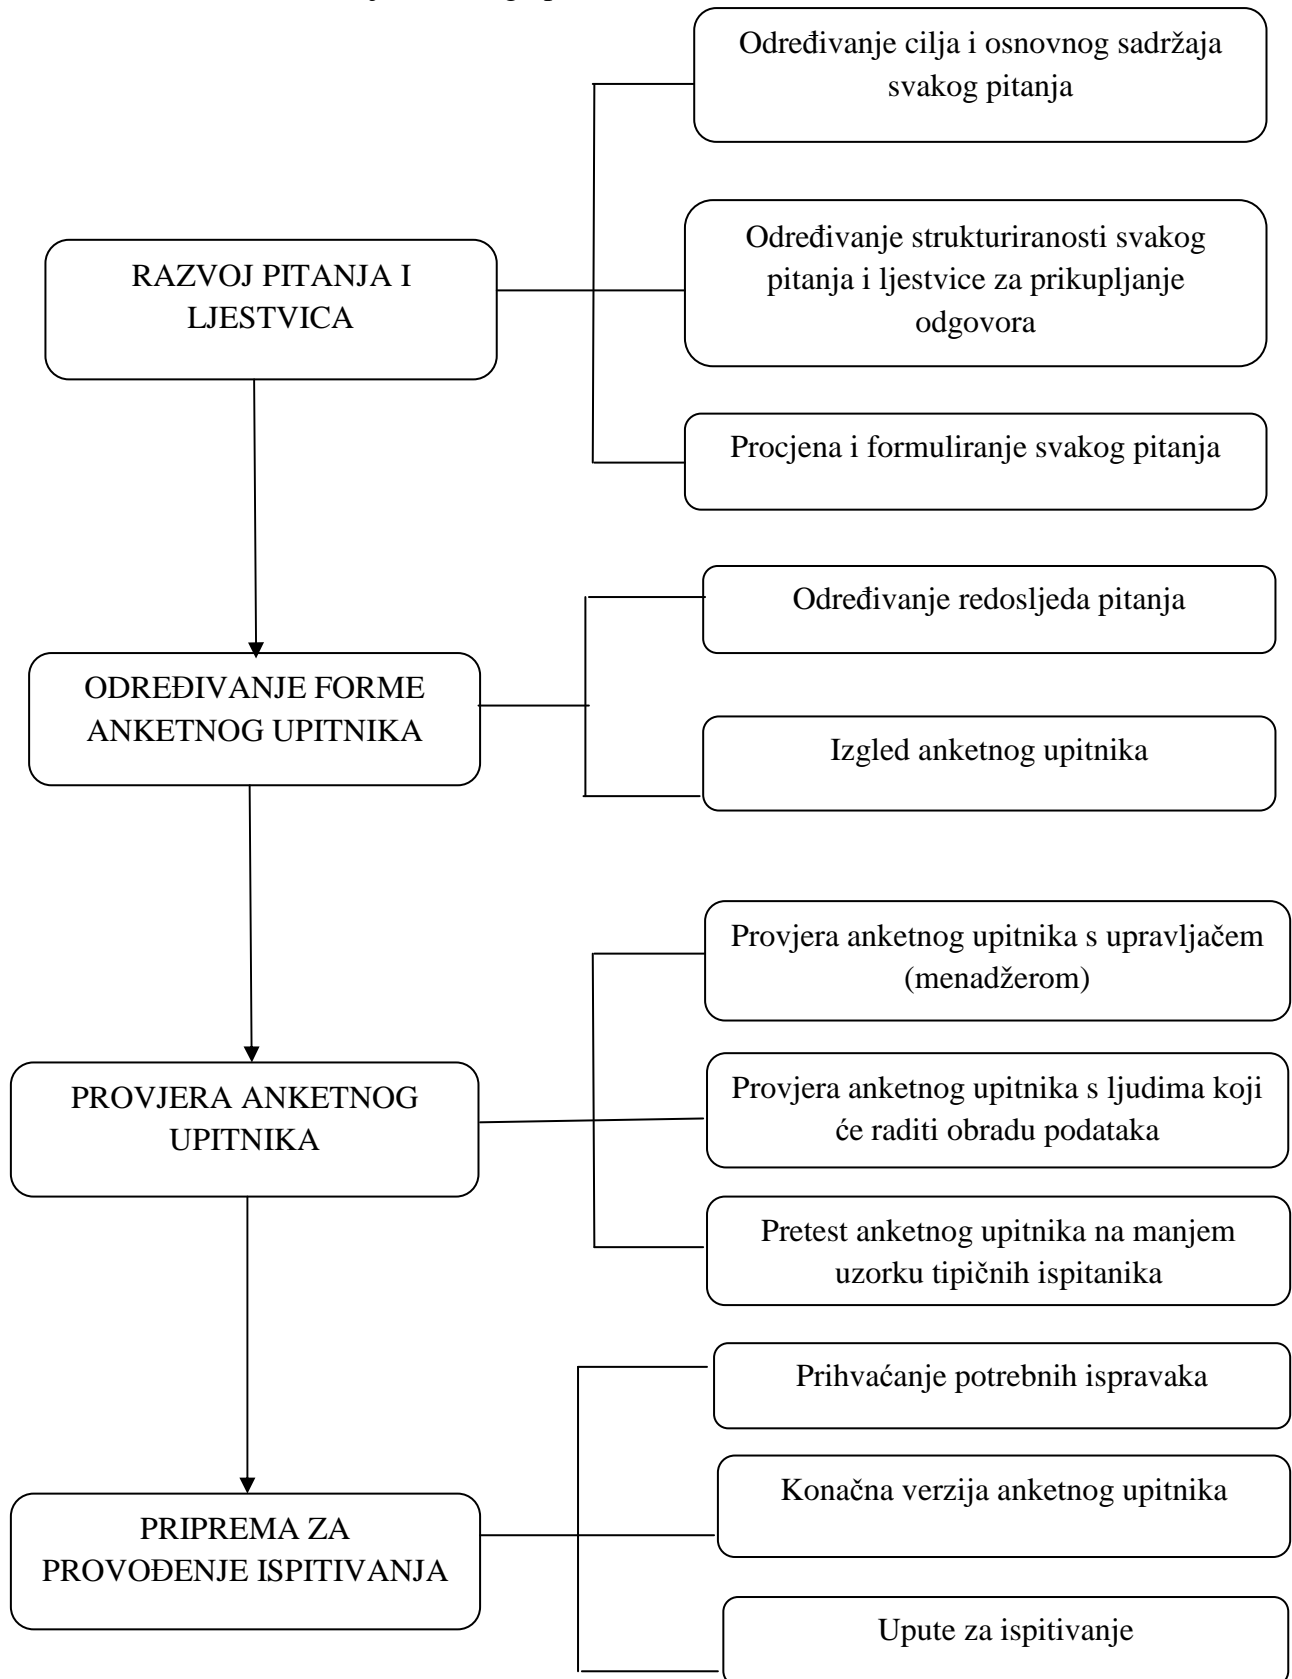 Određivanje cilja i osnovnog sadržaja
svakog pitanja
RAZVOJ PITANJA I
LJESTVICA
Određivanje strukturiranosti svakog
pitanja i ljestvice za prikupljanje
odgovora
Procjena i formuliranje svakog pitanja
ODREĐIVANJE FORME
ANKETNOG UPITNIKA
Određivanje redosljeda pitanja
Izgled anketnog upitnika
PROVJERA ANKETNOG
UPITNIKA
Provjera anketnog upitnika s upravljačem
(menadžerom)
Provjera anketnog upitnika s ljudima koji
će raditi obradu podataka
Pretest anketnog upitnika na manjem
uzorku tipičnih ispitanika
PRIPREMA ZA
PROVOĐENJE ISPITIVANJA
Prihvaćanje potrebnih ispravaka
Konačna verzija anketnog upitnika
Upute za ispitivanje